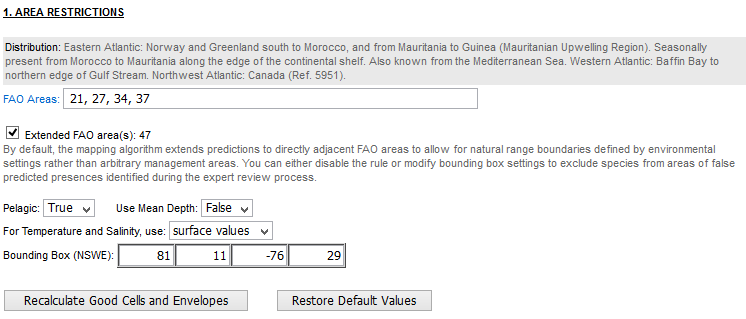 1. AREA RESTRICTIONS
Distribution: Eastern Atlantic: Norway and Greenland south to Morocco, and from Mauritania to Guinea (Mauritanian Upwelling Region). Seasonally
present from Morocco to Mauritania along the edge of the continental shelf. Also known from the Mediterranean Sea. Western Atlantic: Baffin Bay to
northern edge of Gulf Stream. Northwest Atlantic: Canada (Ref. 5951).
FAO Areas: 21, 27, 34, 37
Extended FAO area(s): 47
By default, the mapping algorithm extends predictions to directly adjacent FAO areas to allow for natural range boundaries defined by environmental
settings rather than arbitrary management areas. You can either disable the rule or modify bounding box settings to exclude species from areas of false
predicted presences identified during the expert review process.
Pelagic: True Use Mean Depth: False
For Temperature and Salinity, use: surface values
Bounding Box (NSWE): 81 11 -76 29
Recalculate Good Cells and Envelopes Restore Default Values